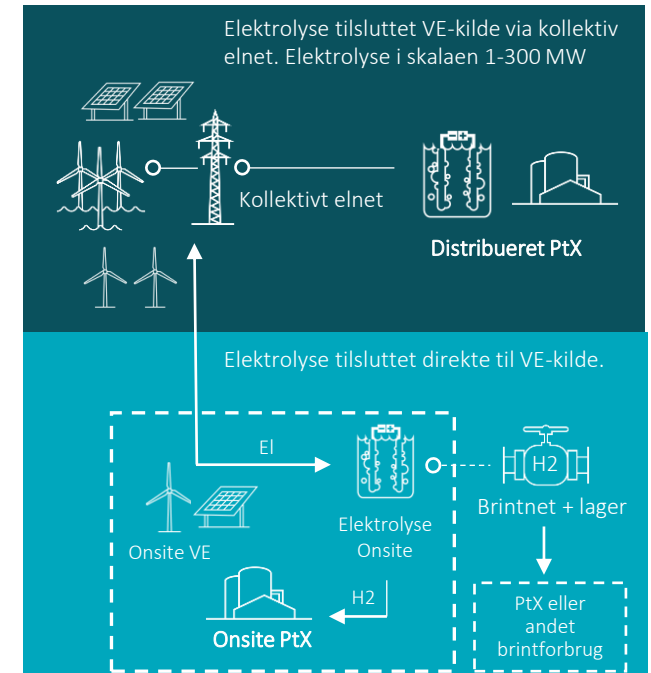 Elektrolyse tilsluttet VE-kilde via kollektiv
elnet. Elektrolyse i skalaen 1-300 MW
Kollektivt elnet
Distribueret PtX
Elektrolyse tilsluttet direkte til VE-kilde.
El
H2
Brintnet + lager
Elektrolyse
Onsite
Onsite VE
H2
Onsite PtX
PtX eller
andet
brintforbrug